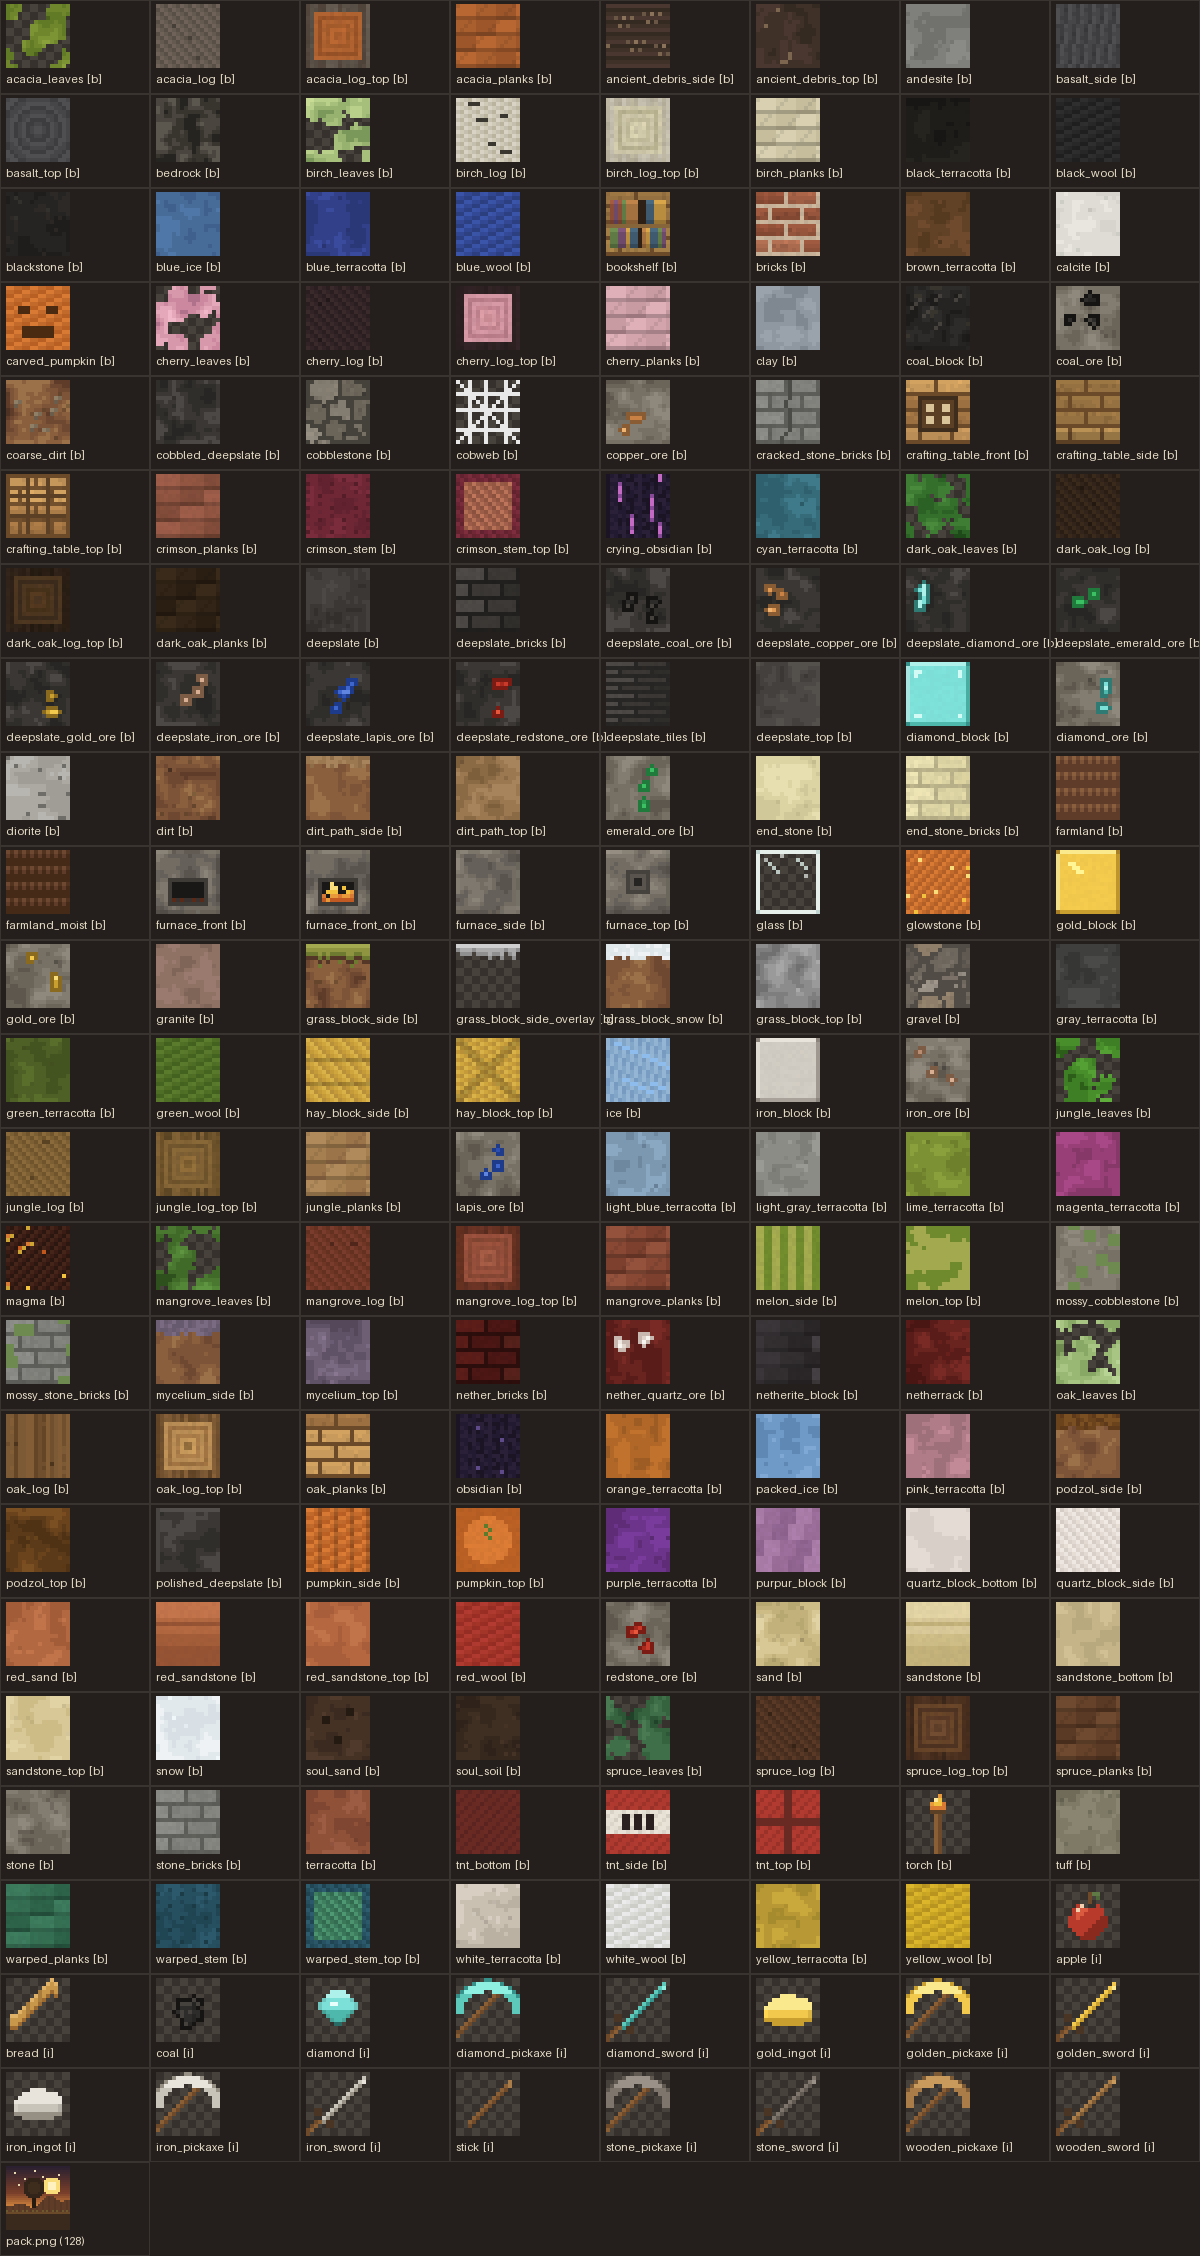 acacia_leaves [b] acacia_log [b] acacia_log_top [b] acacia_planks [b] ancient_debris_side [b] ancient_debris_top [b] andesite [b] basalt_side [b]
basalt_top [b] bedrock [b] birch_leaves [b] birch_log [b] birch_log_top [b] birch_planks [b] black_terracotta [b] black_wool [b]
blackstone [b] blue_ice [b] blue_terracotta [b] blue_wool [b] bookshelf [b] bricks [b] brown_terracotta [b] calcite [b]
carved_pumpkin [b] cherry_leaves [b] cherry_log [b] cherry_log_top [b] cherry_planks [b] clay [b] coal_block [b] coal_ore [b]
coarse_dirt [b] cobbled_deepslate [b] cobblestone [b] cobweb [b] copper_ore [b] cracked_stone_bricks [b] crafting_table_front [b] crafting_table_side [b]
crafting_table_top [b] crimson_planks [b] crimson_stem [b] crimson_stem_top [b] crying_obsidian [b] cyan_terracotta [b] dark_oak_leaves [b] dark_oak_log [b]
dark_oak_log_top [b] dark_oak_planks [b] deepslate [b] deepslate_bricks [b] deepslate_coal_ore [b] deepslate_copper_ore [b] deepslate_diamond_ore [b] deepslate_emerald_ore [b
deepslate_gold_ore [b] deepslate_iron_ore [b] deepslate_lapis_ore [b] deepslate_redstone_ore [b] deepslate_tiles [b] deepslate_top [b] diamond_block [b] diamond_ore [b]
diorite [b] dirt [b] dirt_path_side [b] dirt_path_top [b] emerald_ore [b] end_stone [b] end_stone_bricks [b] farmland [b]
farmland_moist [b] furnace_front [b] furnace_front_on [b] furnace_side [b] furnace_top [b] glass [b] glowstone [b] gold_block [b]
gold_ore [b] granite [b] grass_block_side [b] grass_block_side_overlay [b] grass_block_snow [b] grass_block_top [b] gravel [b] gray_terracotta [b]
green_terracotta [b] green_wool [b] hay_block_side [b] hay_block_top [b] ice [b] iron_block [b] iron_ore [b] jungle_leaves [b]
jungle_log [b] jungle_log_top [b] jungle_planks [b] lapis_ore [b] light_blue_terracotta [b] light_gray_terracotta [b] lime_terracotta [b] magenta_terracotta [b]
magma [b] mangrove_leaves [b] mangrove_log [b] mangrove_log_top [b] mangrove_planks [b] melon_side [b] melon_top [b] mossy_cobblestone [b]
mossy_stone_bricks [b] mycelium_side [b] mycelium_top [b] nether_bricks [b] nether_quartz_ore [b] netherite_block [b] netherrack [b] oak_leaves [b]
oak_log [b] oak_log_top [b] oak_planks [b] obsidian [b] orange_terracotta [b] packed_ice [b] pink_terracotta [b] podzol_side [b]
podzol_top [b] polished_deepslate [b] pumpkin_side [b] pumpkin_top [b] purple_terracotta [b] purpur_block [b] quartz_block_bottom [b] quartz_block_side [b]
red_sand [b] red_sandstone [b] red_sandstone_top [b] red_wool [b] redstone_ore [b] sand [b] sandstone [b] sandstone_bottom [b]
sandstone_top [b] snow [b] soul_sand [b] soul_soil [b] spruce_leaves [b] spruce_log [b] spruce_log_top [b] spruce_planks [b]
stone [b] stone_bricks [b] terracotta [b] tnt_bottom [b] tnt_side [b] tnt_top [b] torch [b] tuff [b]
warped_planks [b] warped_stem [b] warped_stem_top [b] white_terracotta [b] white_wool [b] yellow_terracotta [b] yellow_wool [b] apple [i]
bread [i] coal [i] diamond [i] diamond_pickaxe [i] diamond_sword [i] gold_ingot [i] golden_pickaxe [i] golden_sword [i]
iron_ingot [i] iron_pickaxe [i] iron_sword [i] stick [i] stone_pickaxe [i] stone_sword [i] wooden_pickaxe [i] wooden_sword [i]
pack.png (128)